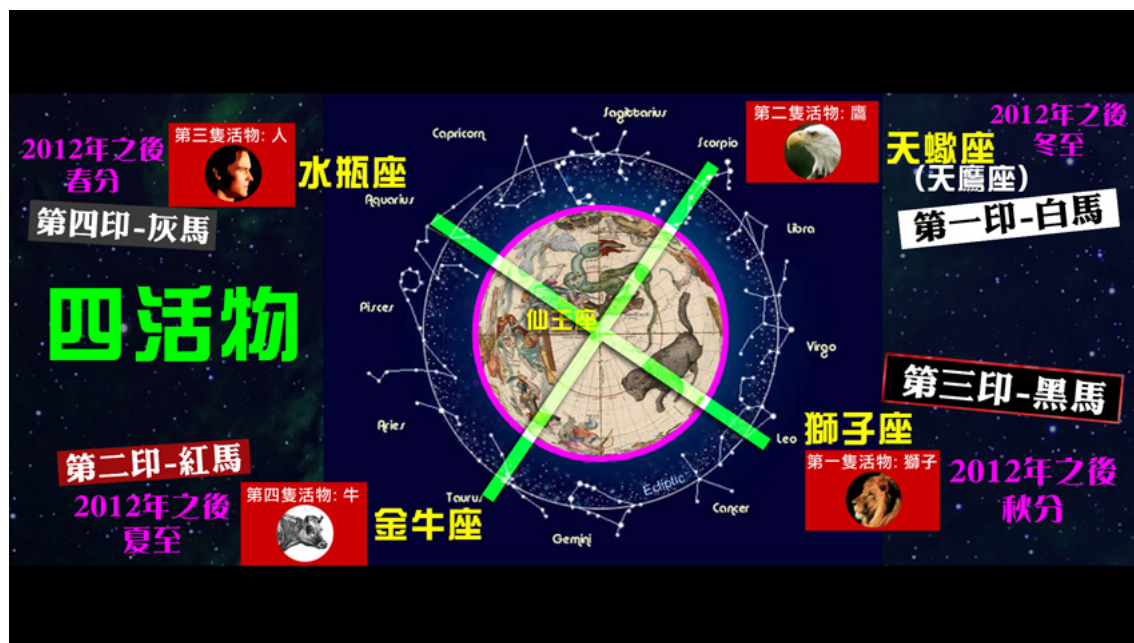 2012年之後
春分
第三隻活物: 人
水瓶座
第四印-灰馬
四活物
第二印-紅馬
2012年之後
夏至
第四隻活物: 牛
金牛座
Capricorn
Sagittarius
Scorpio
Aquarius
Libra
Pisces
仙王座
Virgo
Aries
Leo
Taurus
Ecliptic
Cancer
Gemini
第二隻活物: 鷹
天蠍座
(天鷹座)
2012年之後
冬至
第一印-白馬
第三印-黑馬
獅子座
第一隻活物: 獅子
2012年之後
秋分